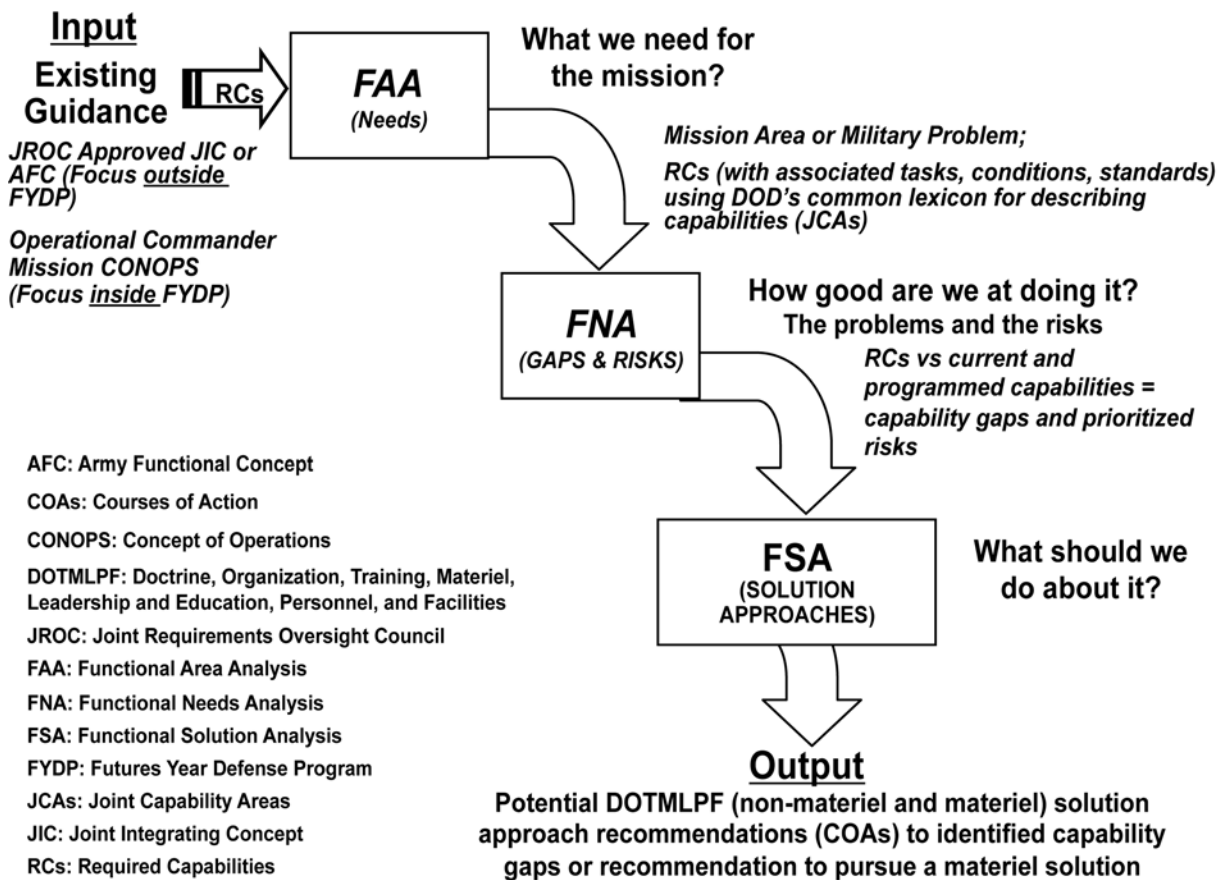 Input
Existing
Guidance
RCs
JROC Approved JIC or
AFC (Focus outside
FYDP)
Operational Commander
Mission CONOPS
(Focus inside FYDP)
FAA
(Needs)
What we need for
the mission?
Mission Area or Military Problem;
RCs (with associated tasks, conditions, standards)
using DOD's common lexicon for describing
capabilities (JCAs)
FNA
(GAPS & RISKS)
How good are we at doing it?
The problems and the risks
RCs vs current and
programmed capabilities =
capability gaps and prioritized
risks
FSA
(SOLUTION
APPROACHES)
What should we
do about it?
AFC: Army Functional Concept
COAs: Courses of Action
CONOPS: Concept of Operations
DOTMLPF: Doctrine, Organization, Training, Materiel,
Leadership and Education, Personnel, and Facilities
JROC: Joint Requirements Oversight Council
FAA: Functional Area Analysis
FNA: Functional Needs Analysis
FSA: Functional Solution Analysis
FYDP: Futures Year Defense Program
JCAs: Joint Capability Areas
JIC: Joint Integrating Concept
RCs: Required Capabilities
Output
Potential DOTMLPF (non-materiel and materiel) solution
approach recommendations (COAs) to identified capability
gaps or recommendation to pursue a materiel solution